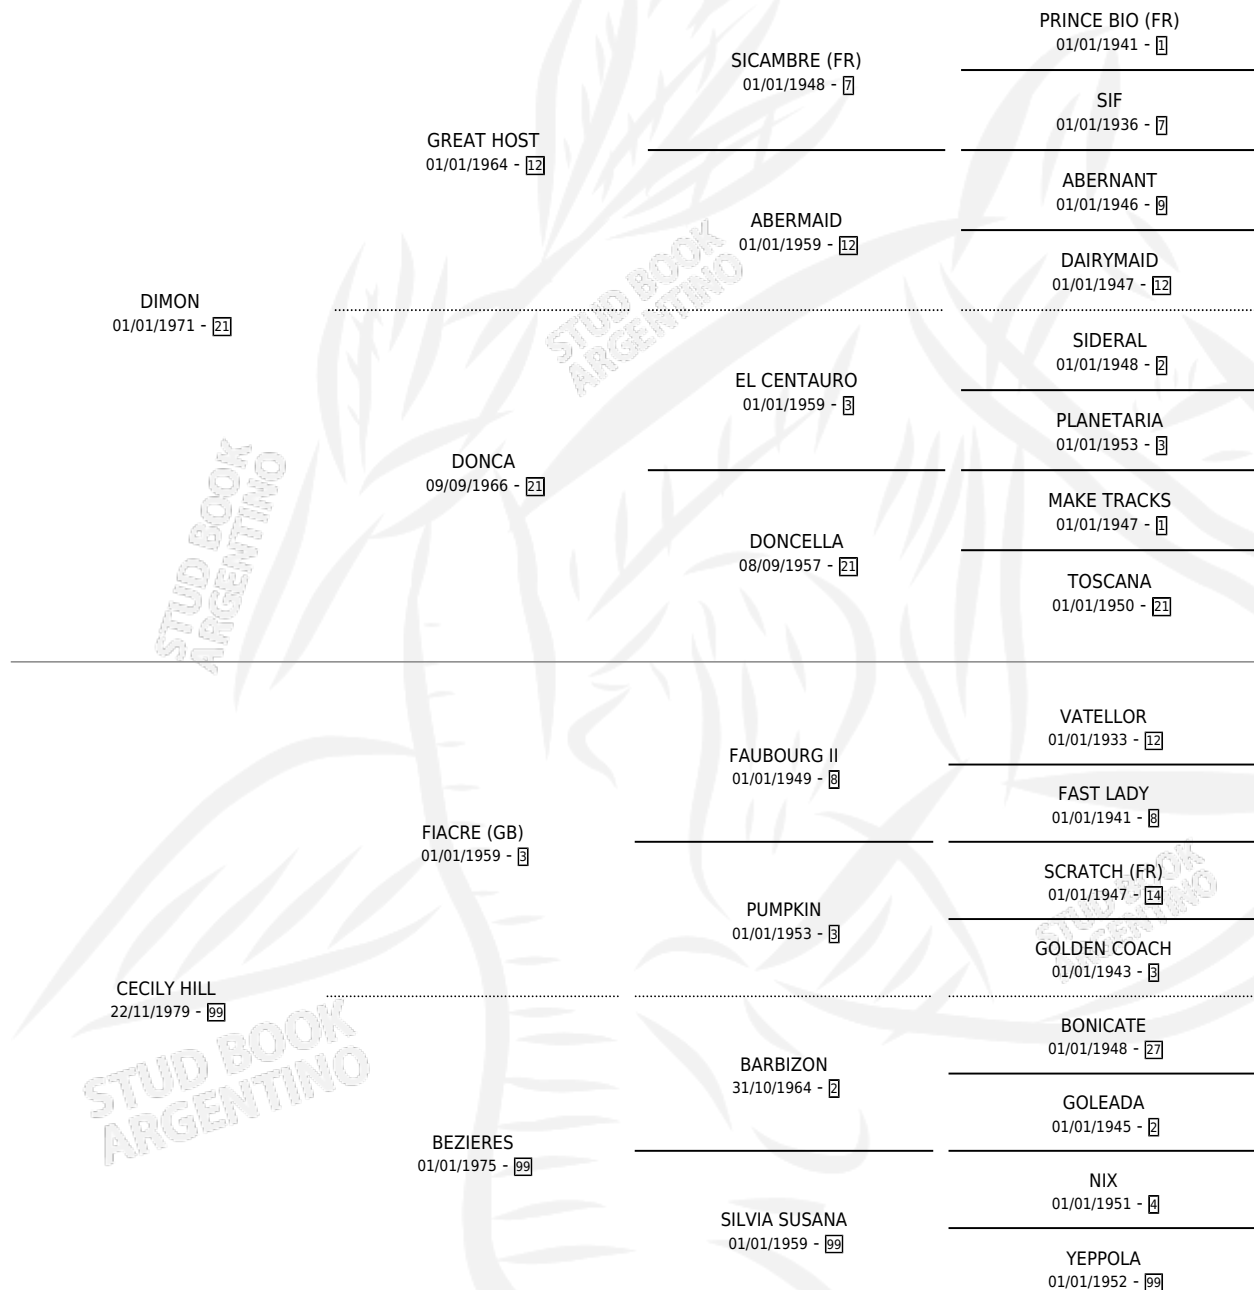 PRINCE BIO (FR)
01/01/1941 - 1
SICAMBRE (FR)
01/01/1948 - 7
SIF
01/01/1936 - 7
GREAT HOST
01/01/1964 - 12
ABERNANT
01/01/1946 - 9
ABERMAID
01/01/1959 - 12
DAIRYMAID
01/01/1947 - 12
DIMON
01/01/1971 - 21
SIDERAL
01/01/1948 - 2
EL CENTAURO
01/01/1959 - 3
PLANETARIA
01/01/1953 - 3
DONCA
09/09/1966 - 21
MAKE TRACKS
01/01/1947 - 1
DONCELLA
08/09/1957 - 21
TOSCANA
01/01/1950 - 21
VATELLOR
01/01/1933 - 12
FAUBOURG II
01/01/1949 - 8
FAST LADY
01/01/1941 - 8
FIACRE (GB)
01/01/1959 - 3
SCRATCH (FR)
01/01/1947 - 14
PUMPKIN
01/01/1953 - 3
GOLDEN COACH
01/01/1943 - 3
CECILY HILL
22/11/1979 - 99
BONICATE
01/01/1948 - 27
BARBIZON
31/10/1964 - 2
GOLEADA
01/01/1945 - 2
BEZIERES
01/01/1975 - 99
NIX
01/01/1951 - 4
SILVIA SUSANA
01/01/1959 - 99
YEPPOLA
01/01/1952 - 99
STUD BOOK
ARGENTINO
STUD BOOK
ARGENTINO
STUD BOOK
ARGENTINO
STUD BOOK
ARGENTINO